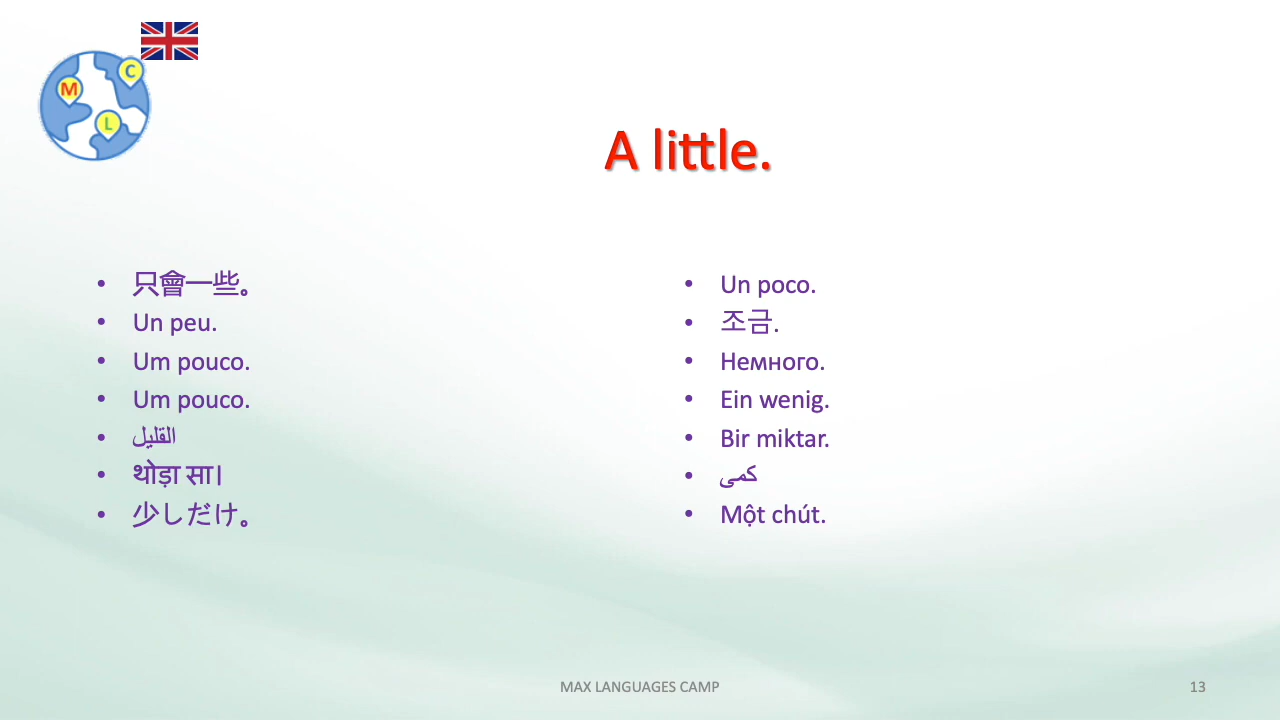 C
M
L
A little.
只會一些。
Un peu.
Um pouco.
Um pouco.
القليل
थोड़ा सा।
少しだけ。
Un poco.
조금.
Немного.
Ein wenig.
Bir miktar.
کمی
Một chút.
MAX LANGUAGES CAMP
13